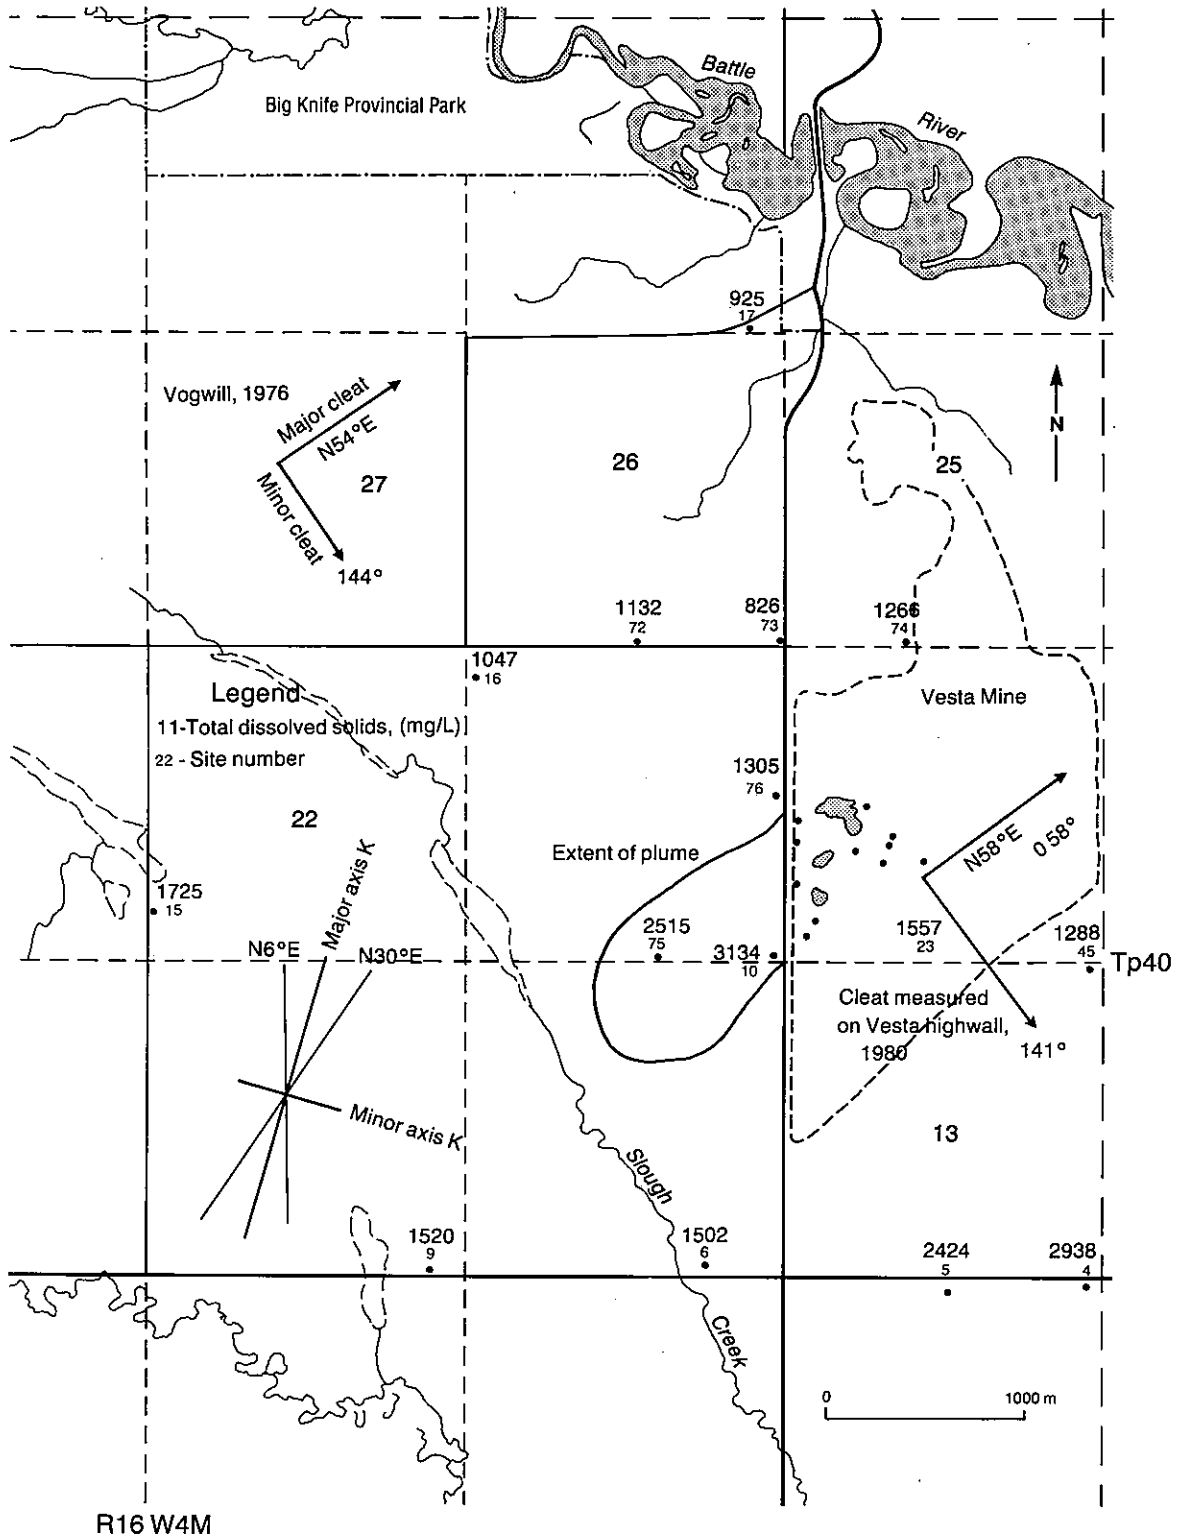 Battle
River
Big Knife Provincial Park
925
17
Vogwill, 1976
Major cleat
N54°E
Minor cleat
144°
27
26
25
N
1132
72
826
73
1266
74
1047
16
Legend
11-Total dissolved solids, (mg/L)
22 - Site number
Vesta Mine
1305
76
22
Extent of plume
N58°E
058°
1725
15
Major axis K
N6°E
N30°E
2515
75
3134
10
1557
23
1288
45
Tp40
Cleat measured
on Vesta highwall,
1980
141°
Minor axis K
13
Slough
Creek
1520
9
1502
6
2424
5
2938
4
0
1000 m
R16 W4M